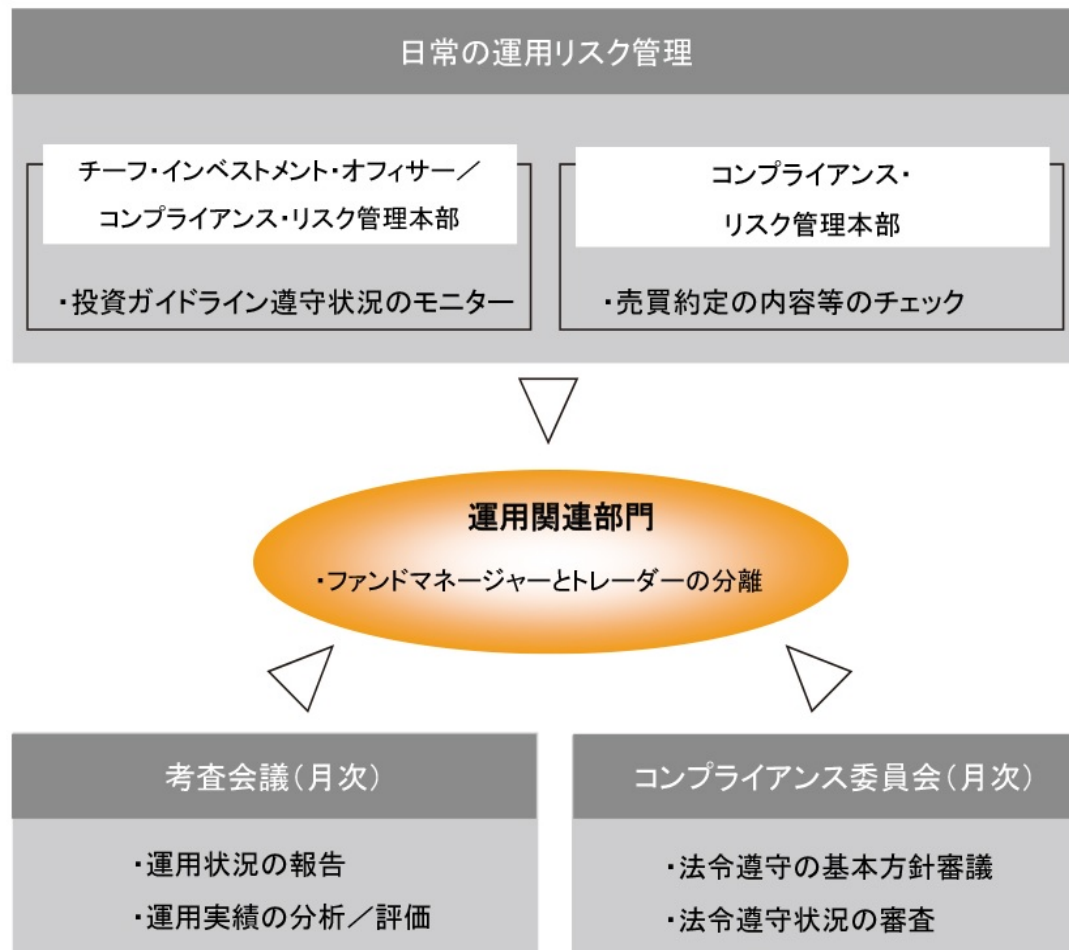 日常の運用リスク管理
チーフ・インベストメント・オフィサー／
コンプライアンス・リスク管理本部
・投資ガイドライン遵守状況のモニター
コンプライアンス・
リスク管理本部
・売買約定の内容等のチェック
運用関連部門
・ファンドマネージャーとトレーダーの分離
考査会議（月次）
・運用状況の報告
・運用実績の分析／評価
コンプライアンス委員会（月次）
・法令遵守の基本方針審議
・法令遵守状況の審査